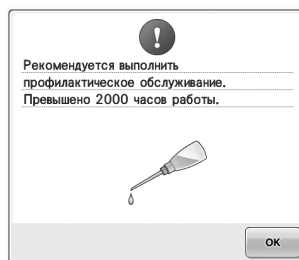 Рекомендуется выполнить
профилактическое обслуживание.
Превышено 2000 часов работы.
OK